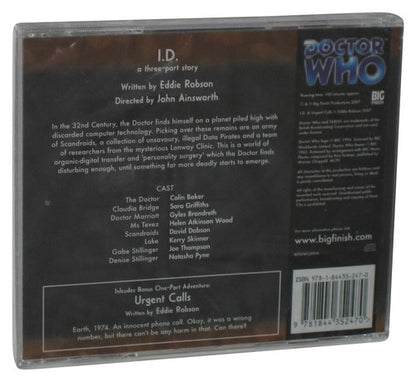 I.D.
a three-part story
Written by Eddie Robson
Directed by John Ainsworth
In the 32nd Century, the Doctor finds himself on a planet piled high with
discarded computer technology. Picking over these remains are an army
of Scandroids, a collection of unsavoury, illegal Data Pirates and a team
of researchers from the mysterious Lonway Clinic. This is a world of
organic-digital transfer and 'personality surgery' which the Doctor finds
disturbing enough, until something far more deadly starts to emerge.
CAST
The Doctor Colin Baker
Claudia Bridge Sara Griffiths
Doctor Marriott Gyles Brandreth
Ms Tevez Helen Atkinson Wood
Scandroids David Dobson
Lake Kerry Skinner
Gabe Stillinger Joe Thompson
Denise Stillinger Natasha Pyne
Includes Bonus One-Part Adventure:
Urgent Calls
Written by Eddie Robson
Earth, 1974. An innocent phone call. Okay, it was a wrong
number, but there can't be any harm in that. Can there?
DOCTOR
WHO
BIG
FINISH
For more information please visit our website:
www.bigfinish.com
ISBN 978-1-84435-247-0
9 781844 352470